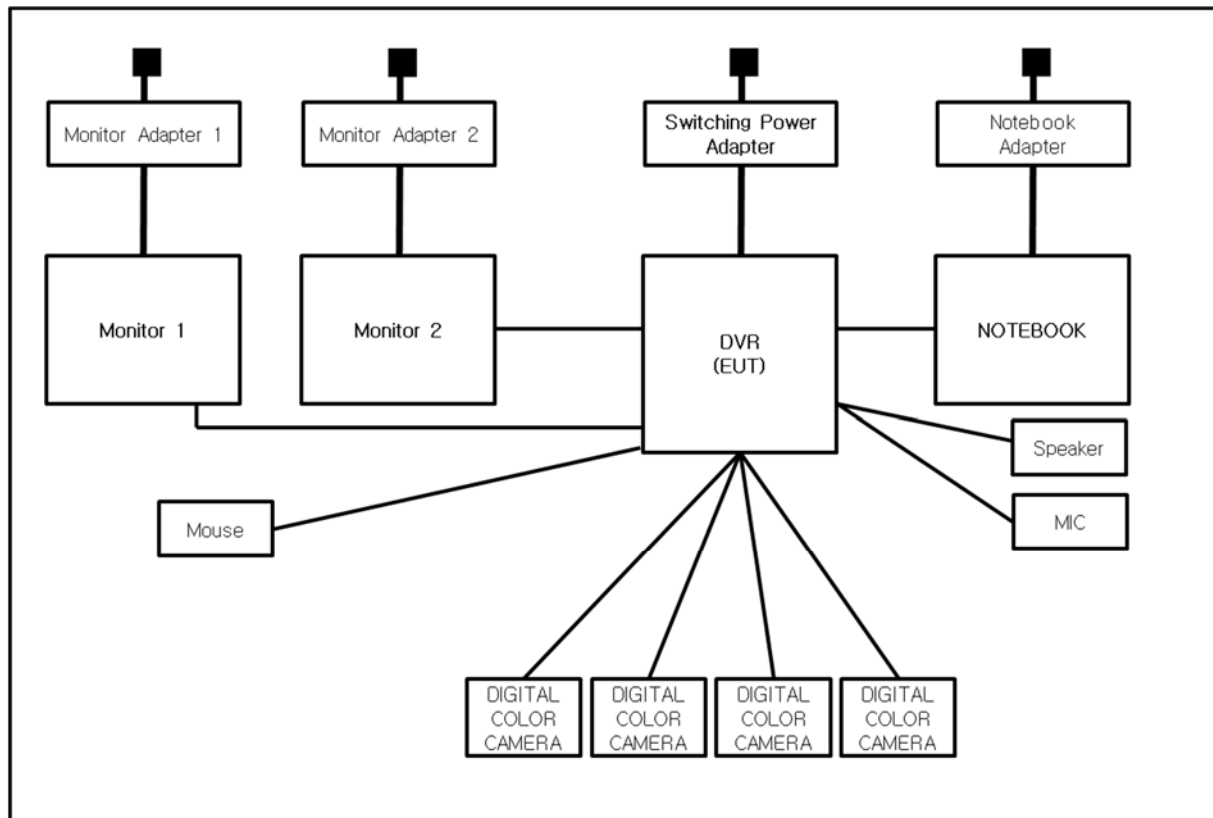 Monitor Adapter 1
Monitor Adapter 2
Switching Power
Adapter
Notebook
Adapter
Monitor 1
Monitor 2
DVR
(EUT)
NOTEBOOK
Speaker
MIC
Mouse
DIGITAL
COLOR
CAMERA
DIGITAL
COLOR
CAMERA
DIGITAL
COLOR
CAMERA
DIGITAL
COLOR
CAMERA